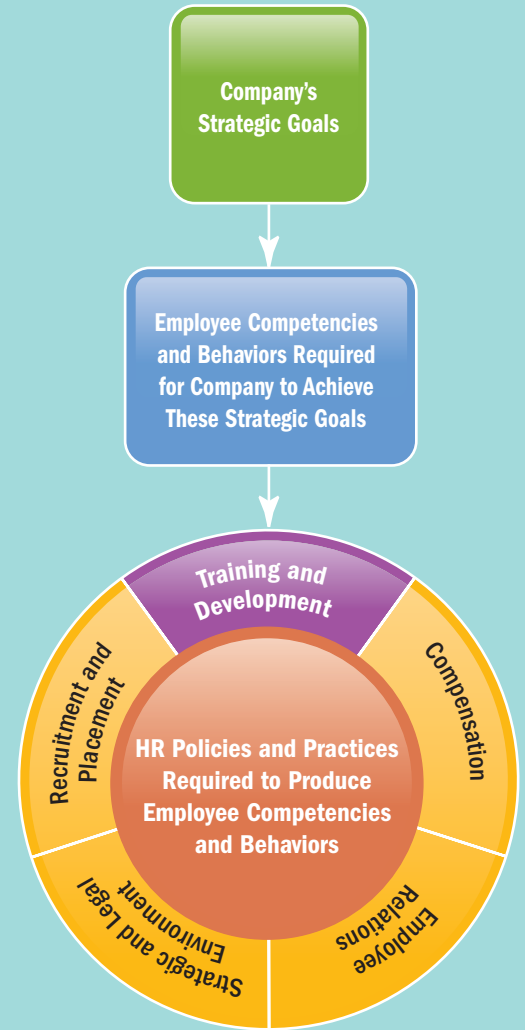 Company's
Strategic Goals
Employee Competencies
and Behaviors Required
for Company to Achieve
These Strategic Goals
Training and
Development
Recruitment and
Placement
Compensation
HR Policies and Practices
Required to Produce
Employee Competencies
and Behaviors
Strategic and Legal
Environment
Employee
Relations